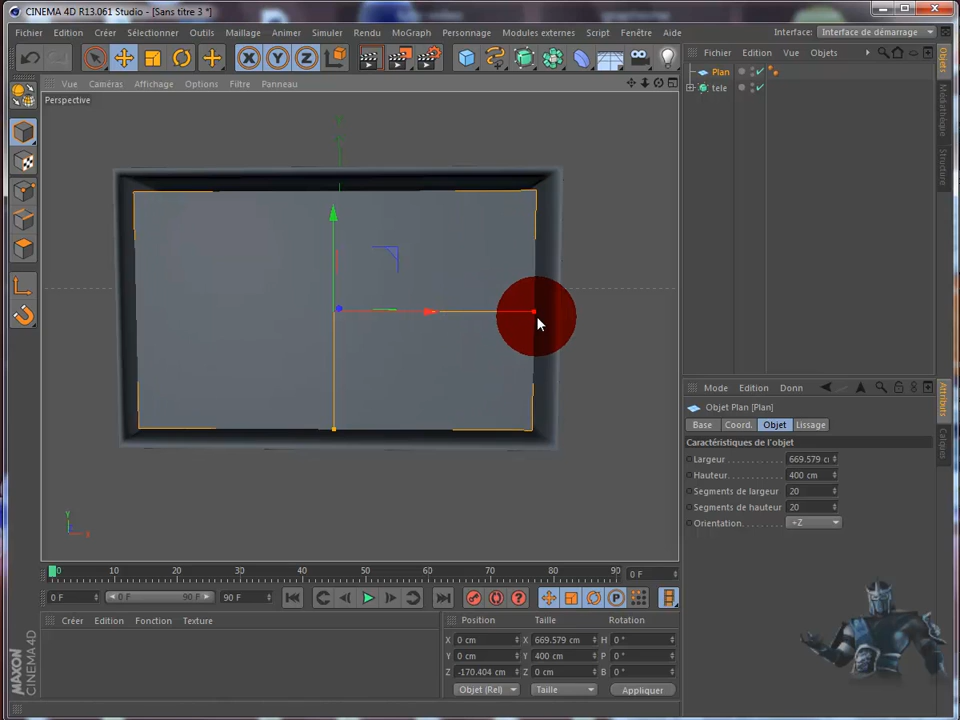 CINEMA 4D R13.061 Studio - [Sans titre 3 *]
Fichier Edition Créer Sélectionner Outils Maillage Animer Simuler Rendu MoGraph Personnage Modules externes Script Fenêtre Aide Interface: Interface de démarrage
X Y Z
Fichier Edition Vue Objets
Plan
tele
Objets
Médiathèque
Structure
Vue Caméras Affichage Options Filtre Panneau
Perspective
Y
X
Mode Edition Donn
Objet Plan [Plan]
Base Coord. Objet Lissage
Caractéristiques de l'objet
Largeur 669.579 c
Hauteur 400 cm
Segments de largeur 20
Segments de hauteur 20
Orientation +Z
Attributs
Calques
0 10 20 30 40 50 60 70 80 90 0 F
0 F 0 F 90 F 90 F
P
Créer Edition Fonction Texture
Position Taille Rotation
X 0 cm X 669.579 cm H 0 °
Y 0 cm Y 400 cm P 0 °
Z -170.404 cm Z 0 cm B 0 °
Objet (Rel) Taille Appliquer
MAXON
CINEMA 4D